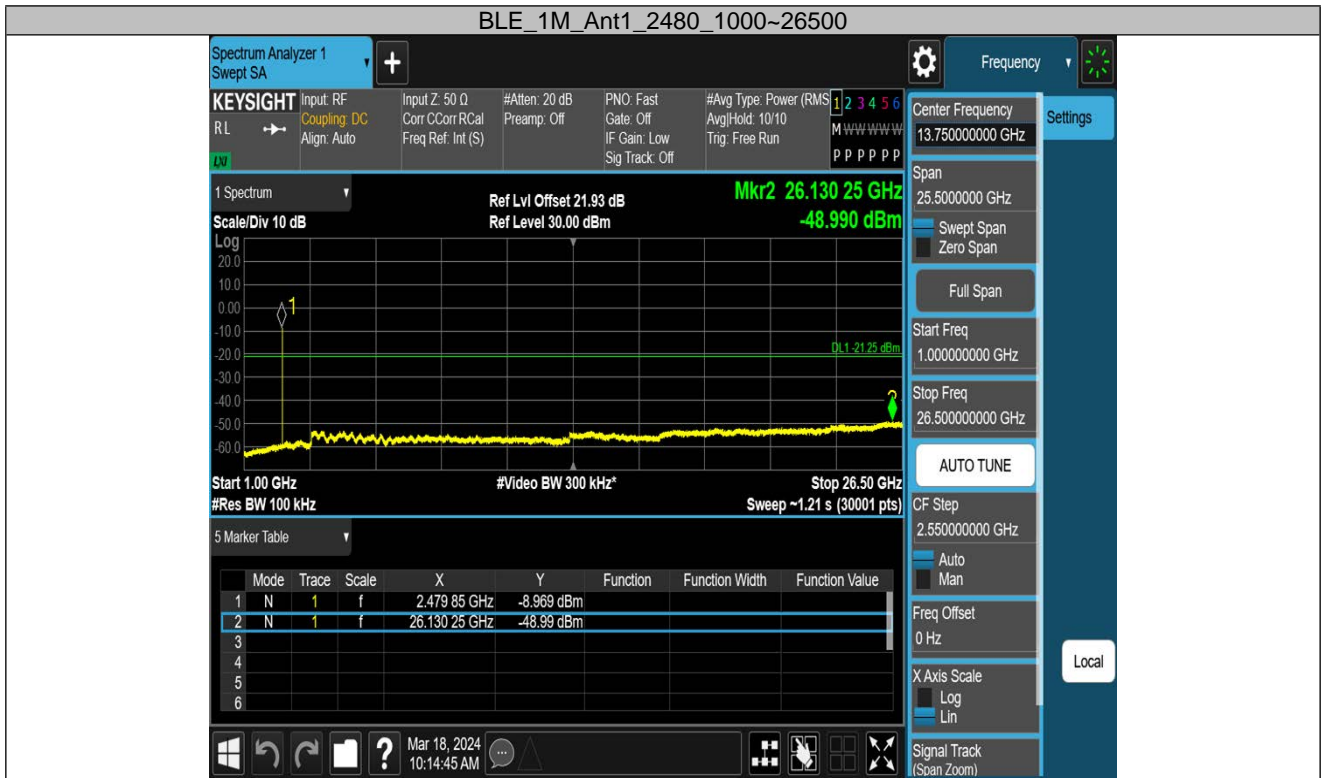 BLE_1M_Ant1_2480_1000~26500
Spectrum Analyzer 1
Swept SA
+
Frequency
KEYSIGHT
RL
LXI
Input: RF
Coupling: DC
Align: Auto
Input Z: 50 Ω
Corr CCorr RCal
Freq Ref: Int (S)
#Atten: 20 dB
Preamp: Off
PNO: Fast
Gate: Off
IF Gain: Low
Sig Track: Off
#Avg Type: Power (RMS
Avg|Hold: 10/10
Trig: Free Run
1 2 3 4 5 6
M W W W W W
P P P P P P
1 Spectrum
Scale/Div 10 dB
Ref Lvl Offset 21.93 dB
Ref Level 30.00 dBm
Mkr2 26.130 25 GHz
-48.990 dBm
Log
20.0
10.0
0.00
-10.0
-20.0
-30.0
-40.0
-50.0
-60.0
1
DL1 -21.25 dBm
Start 1.00 GHz
#Video BW 300 kHz*
Stop 26.50 GHz
#Res BW 100 kHz
Sweep ~1.21 s (30001 pts)
5 Marker Table
Mode Trace Scale X Y Function Function Width Function Value
1 N 1 f 2.479 85 GHz -8.969 dBm
2 N 1 f 26.130 25 GHz -48.99 dBm
3
4
5
6
?
Mar 18, 2024
10:14:45 AM
Center Frequency
13.750000000 GHz
Settings
Span
25.5000000 GHz
Swept Span
Zero Span
Full Span
Start Freq
1.000000000 GHz
Stop Freq
26.500000000 GHz
AUTO TUNE
CF Step
2.550000000 GHz
Auto
Man
Freq Offset
0 Hz
Local
X Axis Scale
Log
Lin
Signal Track
(Span Zoom)